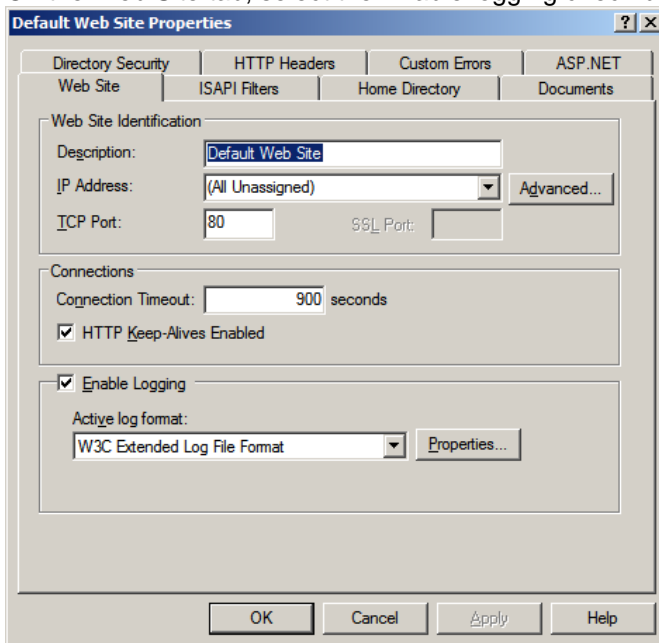 Default Web Site Properties
Directory Security HTTP Headers Custom Errors ASP.NET
Web Site ISAPI Filters Home Directory Documents
Web Site Identification
Description: Default Web Site
IP Address: (All Unassigned) Advanced...
TCP Port: 80 SSL Port:
Connections
Connection Timeout: 900 seconds
HTTP Keep-Alives Enabled
Enable Logging
Active log format:
W3C Extended Log File Format Properties...
OK Cancel Apply Help